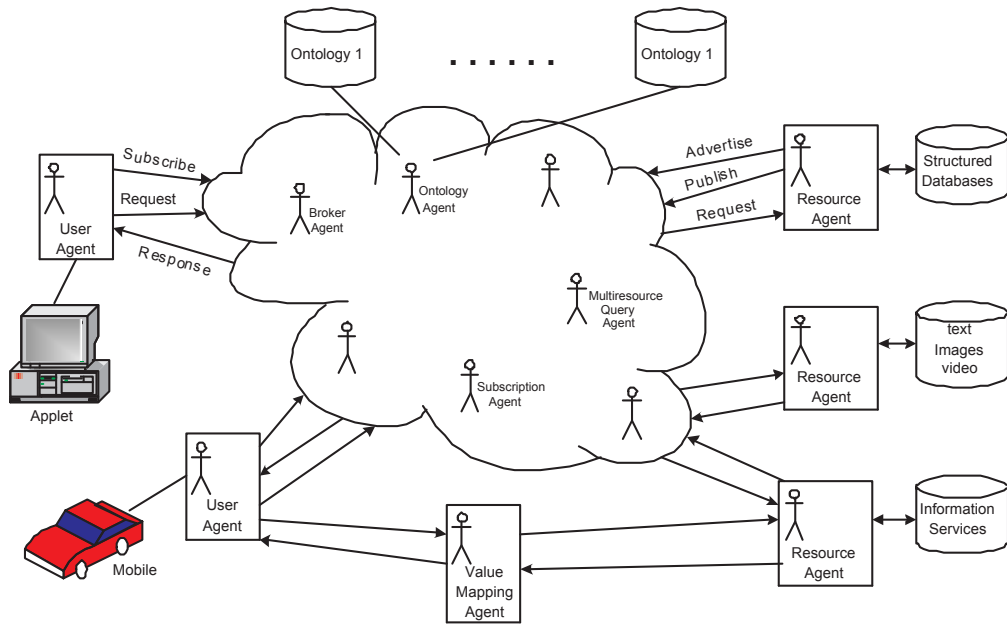 Ontology 1
. . . . . .
Ontology 1
Subscribe
Request
Response
User
Agent
Applet
Broker
Agent
Ontology
Agent
Multiresource
Query
Agent
Subscription
Agent
Advertise
Publish
Request
Resource
Agent
Structured
Databases
Resource
Agent
text
Images
video
User
Agent
Mobile
Value
Mapping
Agent
Resource
Agent
Information
Services